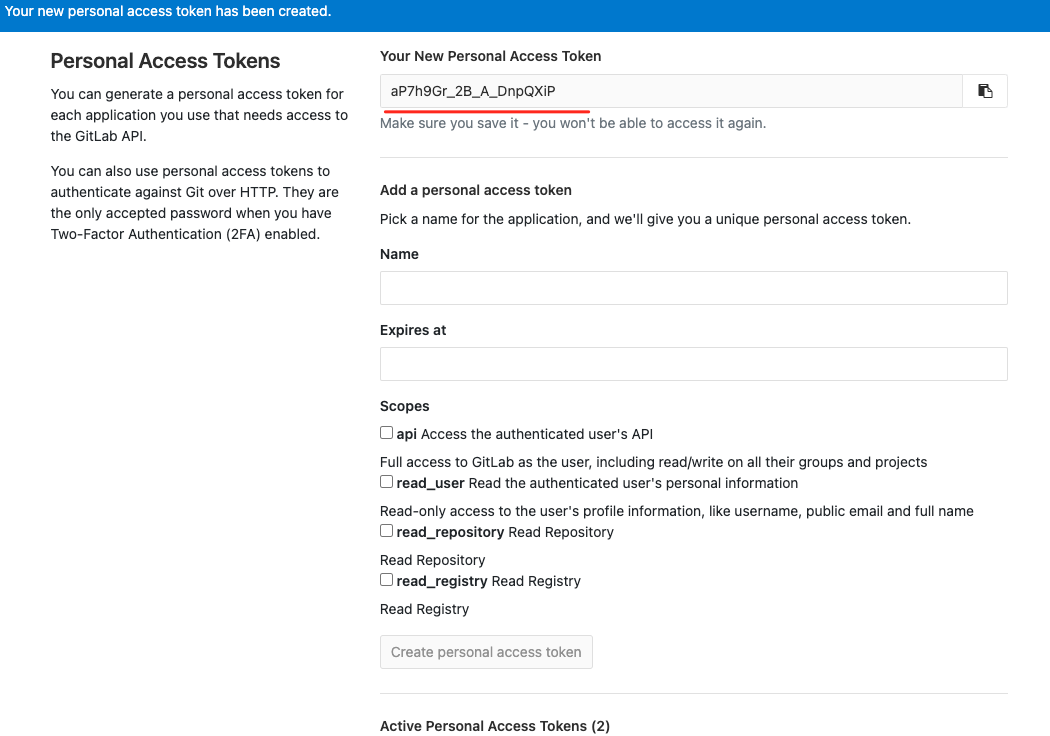 Your new personal access token has been created.
Personal Access Tokens
You can generate a personal access token for
each application you use that needs access to
the GitLab API.
You can also use personal access tokens to
authenticate against Git over HTTP. They are
the only accepted password when you have
Two-Factor Authentication (2FA) enabled.
Your New Personal Access Token
aP7h9Gr_2B_A_DnpQXiP
Make sure you save it - you won't be able to access it again.
Add a personal access token
Pick a name for the application, and we'll give you a unique personal access token.
Name
Expires at
Scopes
api Access the authenticated user's API
Full access to GitLab as the user, including read/write on all their groups and projects
read_user Read the authenticated user's personal information
Read-only access to the user's profile information, like username, public email and full name
read_repository Read Repository
Read Repository
read_registry Read Registry
Read Registry
Create personal access token
Active Personal Access Tokens (2)